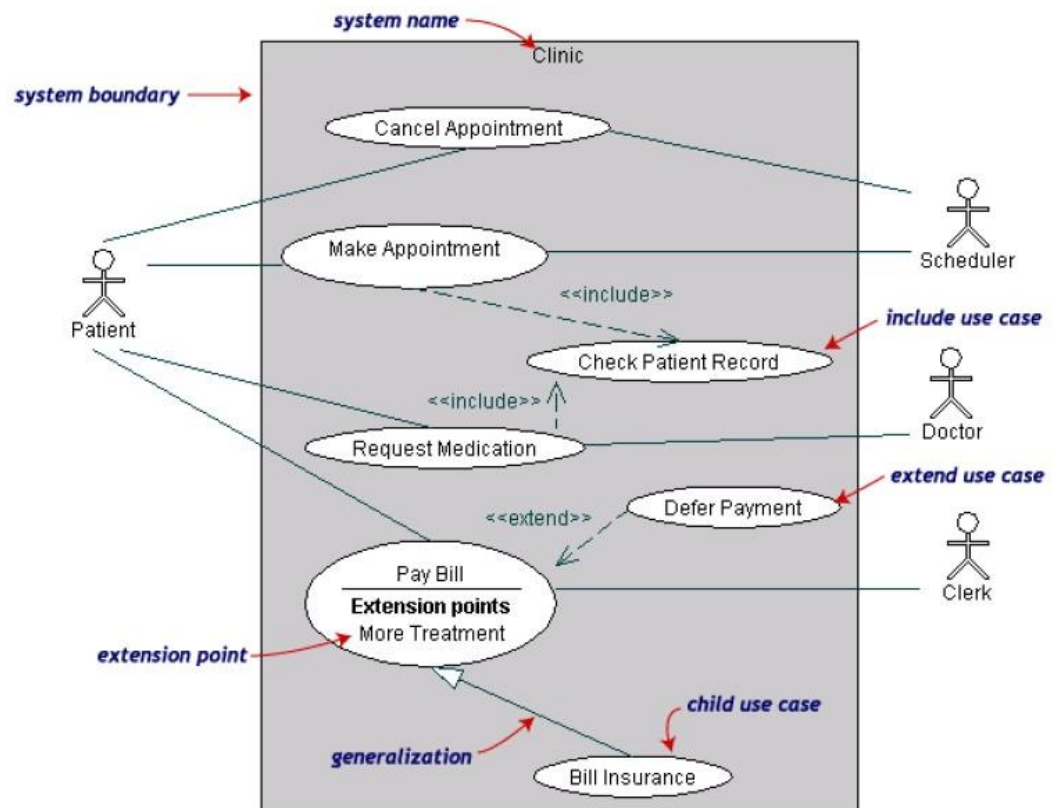 system name
Clinic
system boundary
Cancel Appointment
Make Appointment
Scheduler
<<include>>
Patient
include use case
Check Patient Record
<<include>>
Doctor
Request Medication
extend use case
Defer Payment
<<extend>>
Pay Bill
Clerk
Extension points
More Treatment
extension point
child use case
generalization
Bill Insurance